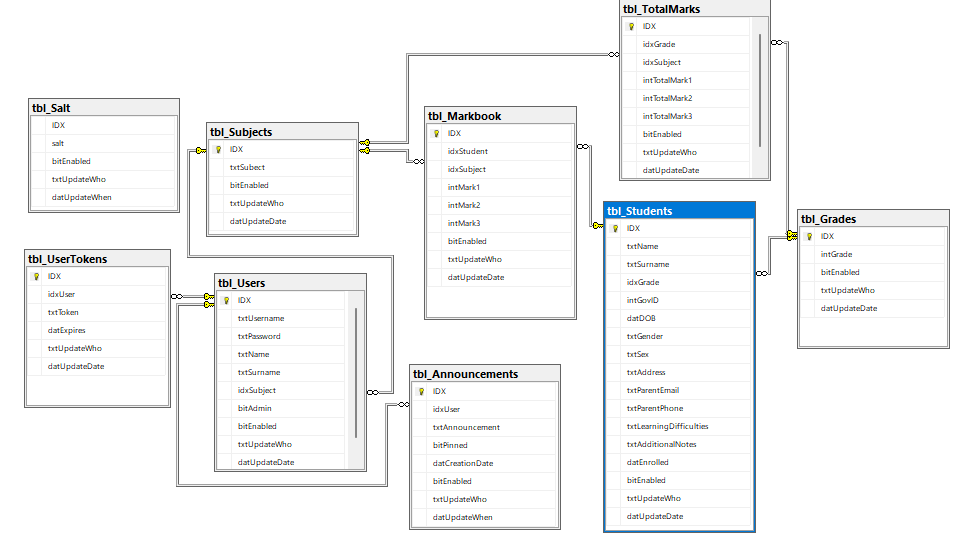 tbl_TotalMarks
IDX
idxGrade
idxSubject
intTotalMark1
intTotalMark2
intTotalMark3
bitEnabled
txtUpdateWho
datUpdateDate
tbl_Salt
IDX
salt
bitEnabled
txtUpdateWho
datUpdateWhen
tbl_Subjects
IDX
txtSubect
bitEnabled
txtUpdateWho
datUpdateDate
tbl_Markbook
IDX
idxStudent
idxSubject
intMark1
intMark2
intMark3
bitEnabled
txtUpdateWho
datUpdateDate
tbl_Students
IDX
txtName
txtSurname
idxGrade
intGovID
datDOB
txtGender
txtSex
txtAddress
txtParentEmail
txtParentPhone
txtLearningDifficulties
txtAdditionalNotes
datEnrolled
bitEnabled
txtUpdateWho
datUpdateDate
tbl_Grades
IDX
intGrade
bitEnabled
txtUpdateWho
datUpdateDate
tbl_UserTokens
IDX
idxUser
txtToken
datExpires
txtUpdateWho
datUpdateDate
tbl_Users
IDX
txtUsername
txtPassword
txtName
txtSurname
idxSubject
bitAdmin
bitEnabled
txtUpdateWho
datUpdateDate
tbl_Announcements
IDX
idxUser
txtAnnouncement
bitPinned
datCreationDate
bitEnabled
txtUpdateWho
datUpdateWhen